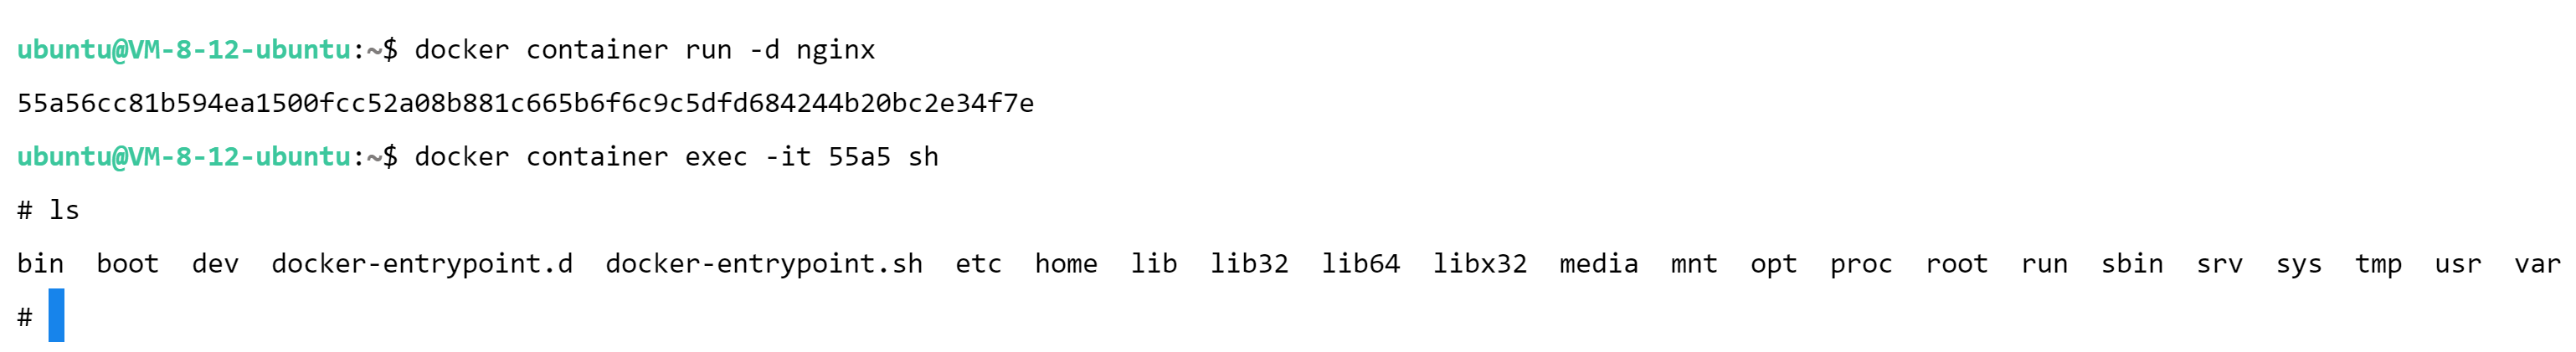 ubuntu@VM-8-12-ubuntu:~$ docker container run -d nginx
55a56cc81b594ea1500fcc52a08b881c665b6f6c9c5dfd684244b20bc2e34f7e
ubuntu@VM-8-12-ubuntu:~$ docker container exec -it 55a5 sh
# ls
bin  boot  dev  docker-entrypoint.d  docker-entrypoint.sh  etc  home  lib  lib32  lib64  libx32  media  mnt  opt  proc  root  run  sbin  srv  sys  tmp  usr  var
#